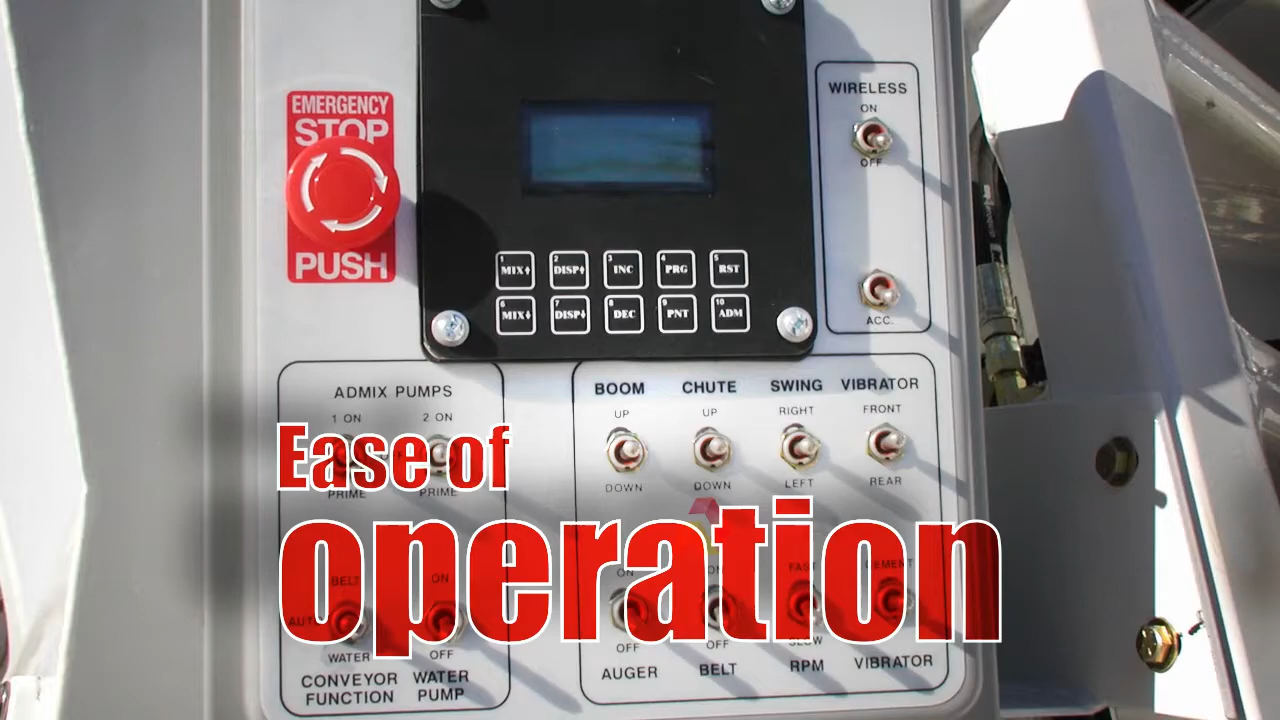 EMERGENCY
STOP
PUSH
WIRELESS
ON
OFF
ACC.
1 MIX↑ 2 DISP↑ 3 INC 4 PRG 5 RST
6 MIX↓ 7 DISP↓ 8 DEC 9 PNT 10 ADM
ADMIX PUMPS
1 ON 2 ON
PRIME PRIME
BOOM CHUTE SWING VIBRATOR
UP UP RIGHT FRONT
DOWN DOWN LEFT REAR
Ease of
operation
BELT ON
AUTO
WATER OFF
CONVEYOR FUNCTION
WATER PUMP
ON ON FAST CEMENT
OFF OFF SLOW
AUGER BELT RPM VIBRATOR